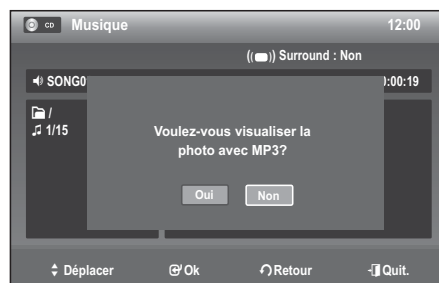 CD Musique 12:00
((  )) Surround : Non
SONG0 0:00:19
/
1/15
Voulez-vous visualiser la
photo avec MP3?
Oui Non
Déplacer Ok Retour Quit.